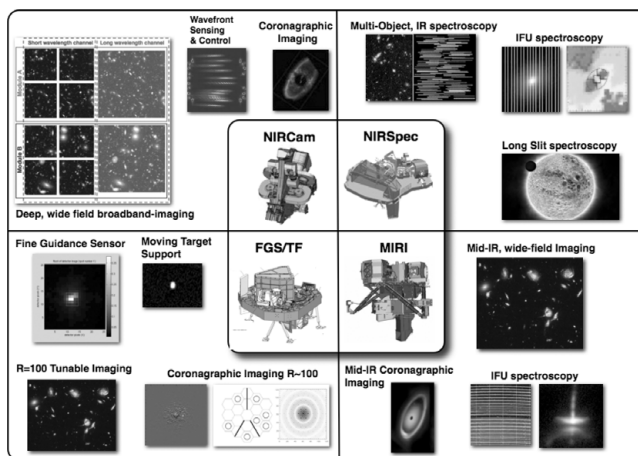 Short wavelength channel
Long wavelength channel
Module A
Module B
Deep, wide field broadband-imaging
Wavefront
Sensing
& Control
Coronagraphic
Imaging
Multi-Object, IR spectroscopy
IFU spectroscopy
Long Slit spectroscopy
NIRCam
NIRSpec
FGS/TF
MIRI
Fine Guidance Sensor
Moving Target
Support
R=100 Tunable Imaging
Coronagraphic Imaging R~100
Mid-IR, wide-field Imaging
Mid-IR Coronagraphic
Imaging
IFU spectroscopy